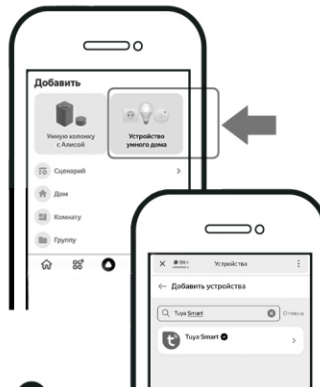 Добавить
Умную колонку
с Алисой
Устройство
умного дома
Сценарий
Дом
Комнату
Группу
Устройства
Добавить устройства
Tuya Smart
Отмена
Tuya Smart